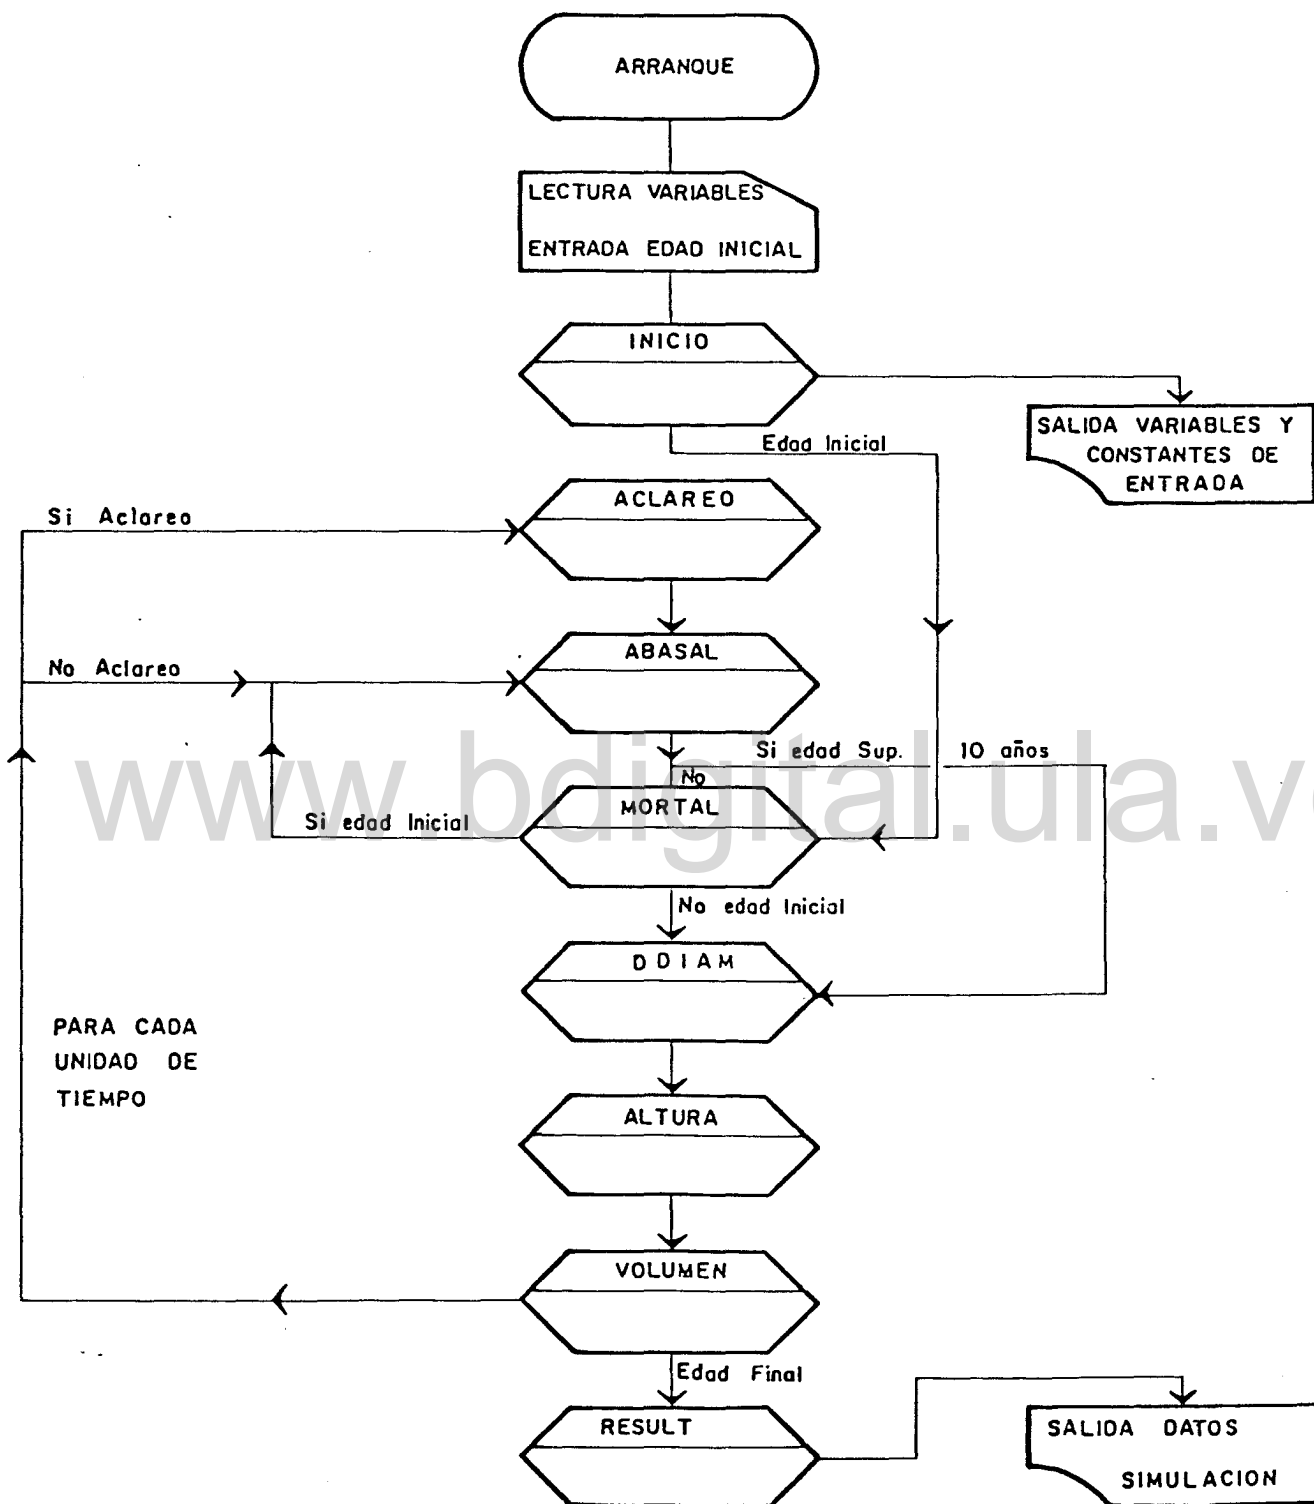 ARRANQUE
LECTURA VARIABLES
ENTRADA EDAD INICIAL
INICIO
Edad Inicial
SALIDA VARIABLES Y
CONSTANTES DE
ENTRADA
ACLAREO
Si Aclareo
ABASAL
No Aclareo
Si edad Sup. 10 años
No
MORTAL
Si edad Inicial
www.bdigital.ula.v
No edad Inicial
DDIAM
PARA CADA
UNIDAD DE
TIEMPO
ALTURA
VOLUMEN
Edad Final
RESULT
SALIDA DATOS
SIMULACION